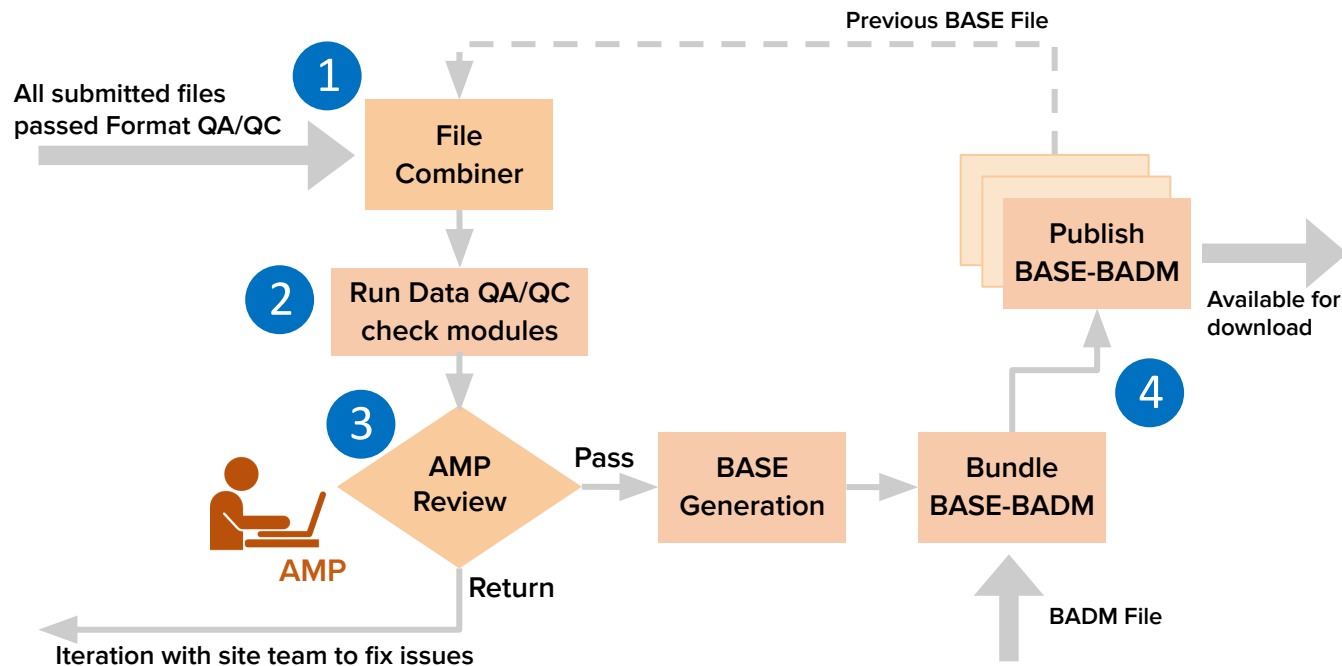 Previous BASE File
1
All submitted files
passed Format QA/QC
File
Combiner
Publish
BASE-BADM
Available for
download
2
Run Data QA/QC
check modules
4
3
AMP
Review
Pass
BASE
Generation
Bundle
BASE-BADM
AMP
Return
BADM File
Iteration with site team to fix issues